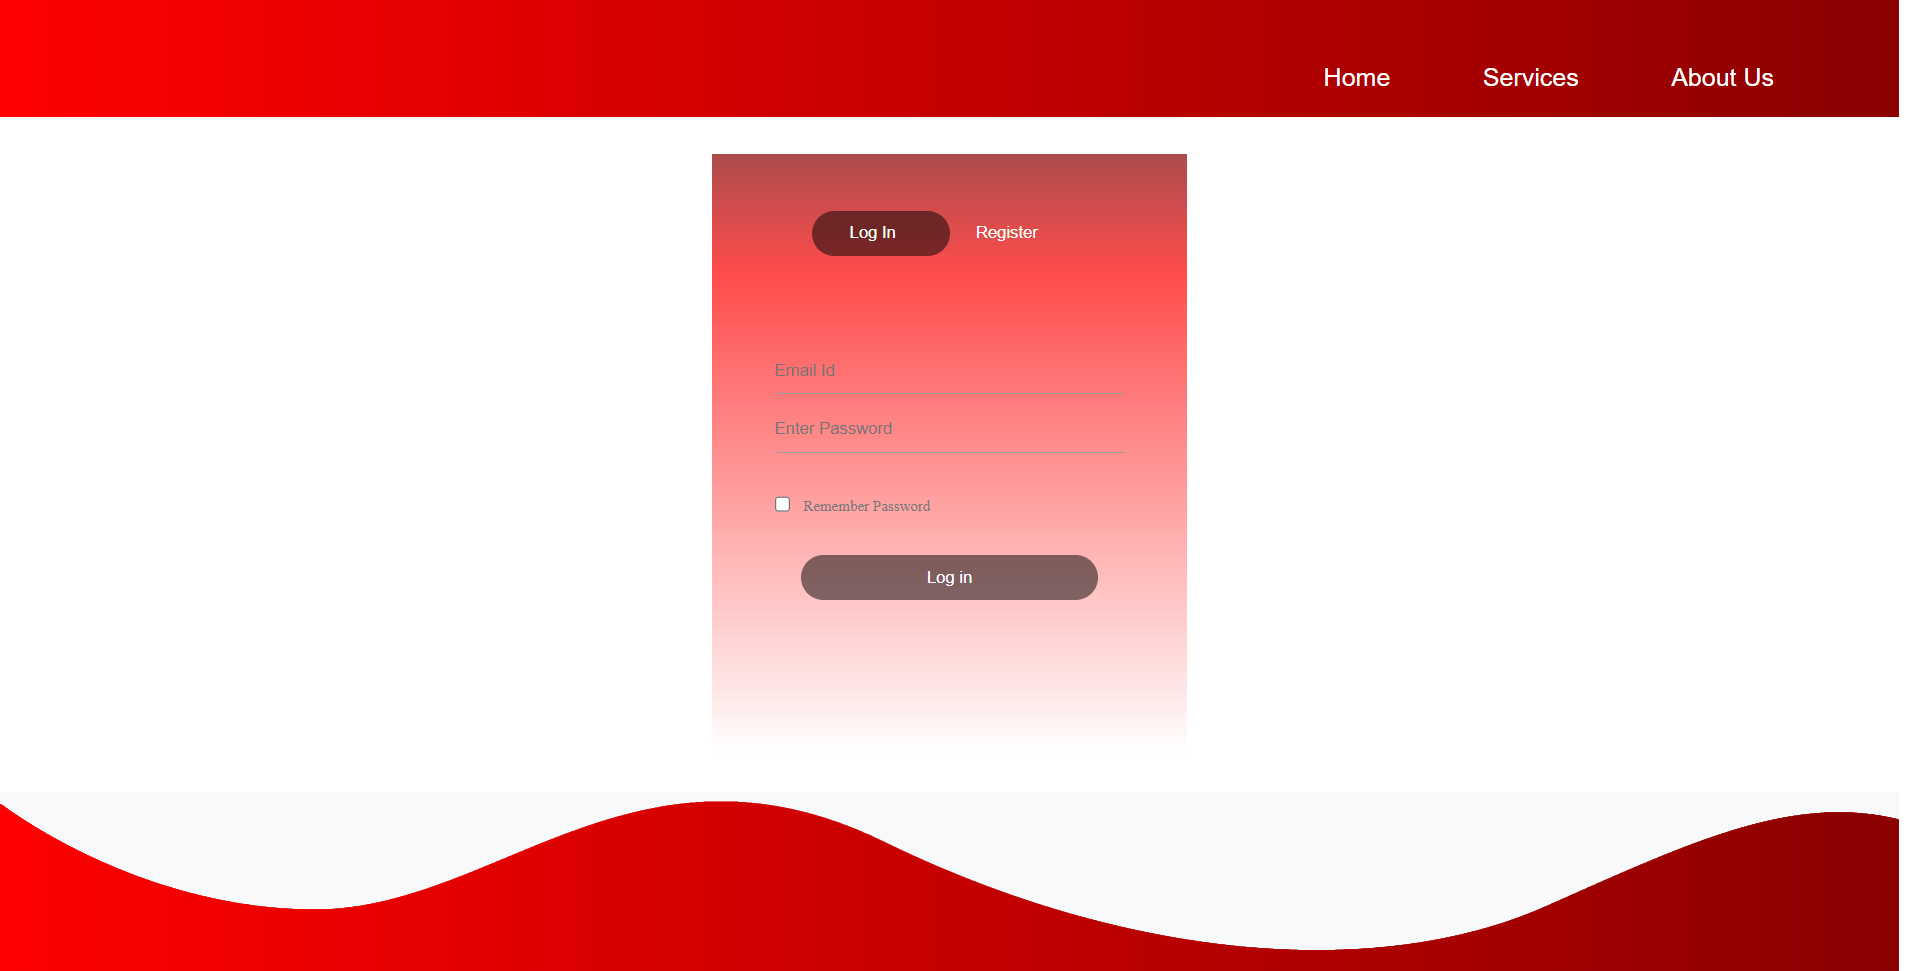 Home Services About Us
Log In Register
Email Id
Enter Password
Remember Password
Log in